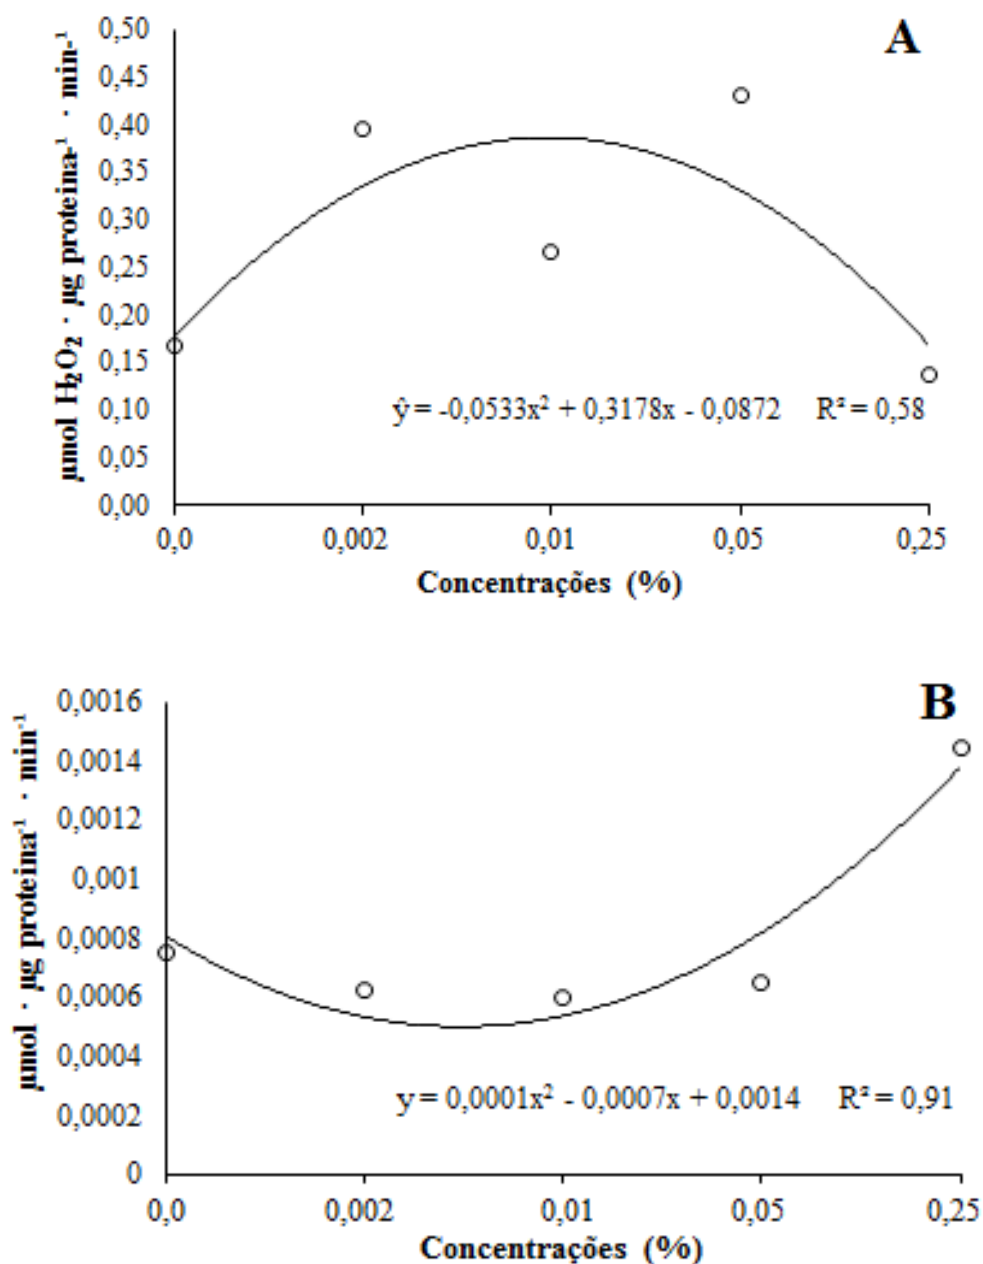 A
µmol H₂O₂ · µg proteina⁻¹ · min⁻¹
0,50
0,45
0,40
0,35
0,30
0,25
0,20
0,15
0,10
0,05
0,00
ŷ = -0,0533x² + 0,3178x - 0,0872 R² = 0,58
0,0 0,002 0,01 0,05 0,25
Concentrações (%)
B
µmol · µg proteina⁻¹ · min⁻¹
0,0016
0,0014
0,0012
0,001
0,0008
0,0006
0,0004
0,0002
0
y = 0,0001x² - 0,0007x + 0,0014 R² = 0,91
0,0 0,002 0,01 0,05 0,25
Concentrações (%)